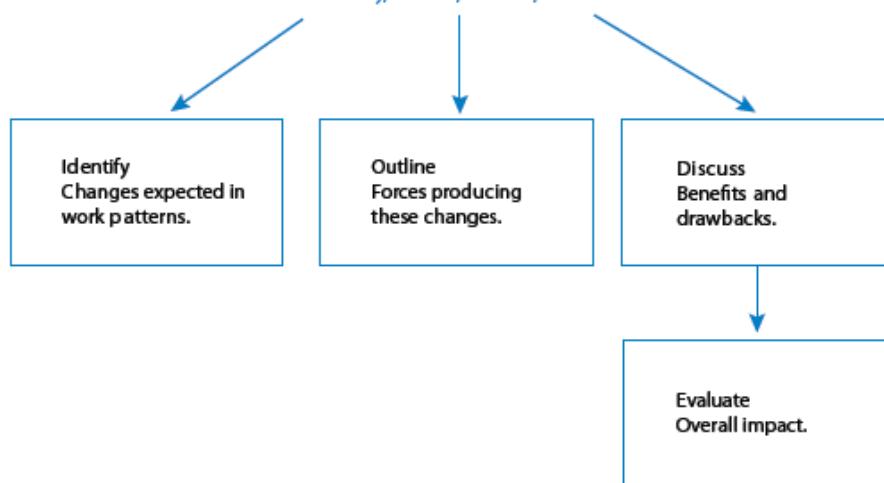 Identify
Changes expected in
work patterns.
Outline
Forces producing
these changes.
Discuss
Benefits and
drawbacks.
Evaluate
Overall impact.